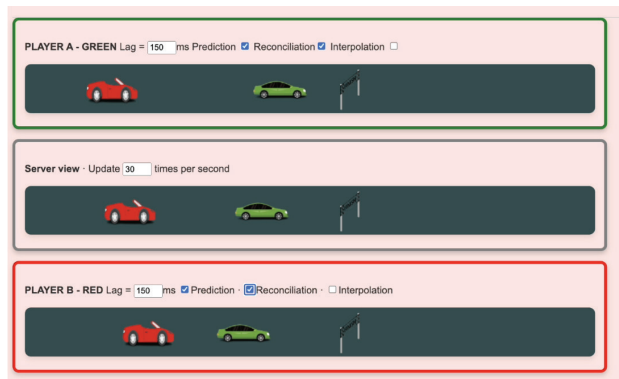 PLAYER A - GREEN Lag = 150 ms Prediction Reconciliation Interpolation
Server view · Update 30 times per second
PLAYER B - RED Lag = 150 ms Prediction · Reconciliation · Interpolation